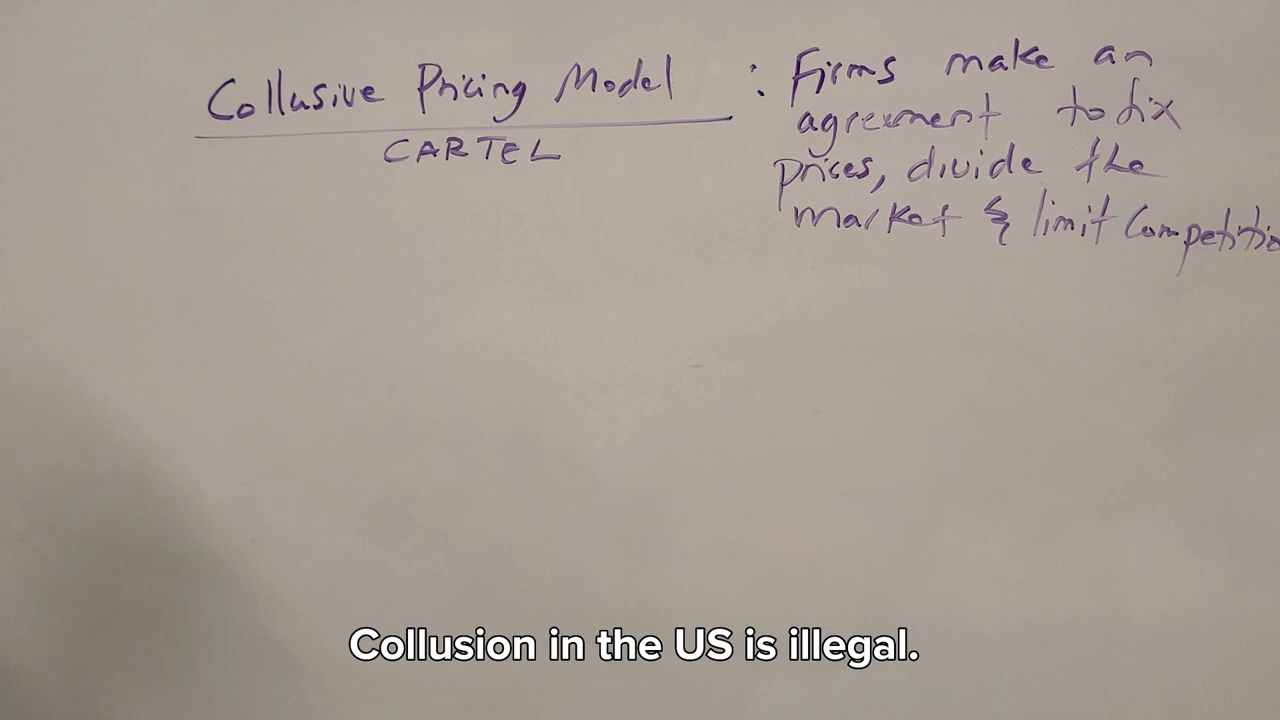 Collusive Pricing Model : Firms make an
agreement to fix
CARTEL
prices, divide the
market & limit Competitio
Collusion in the US is illegal.